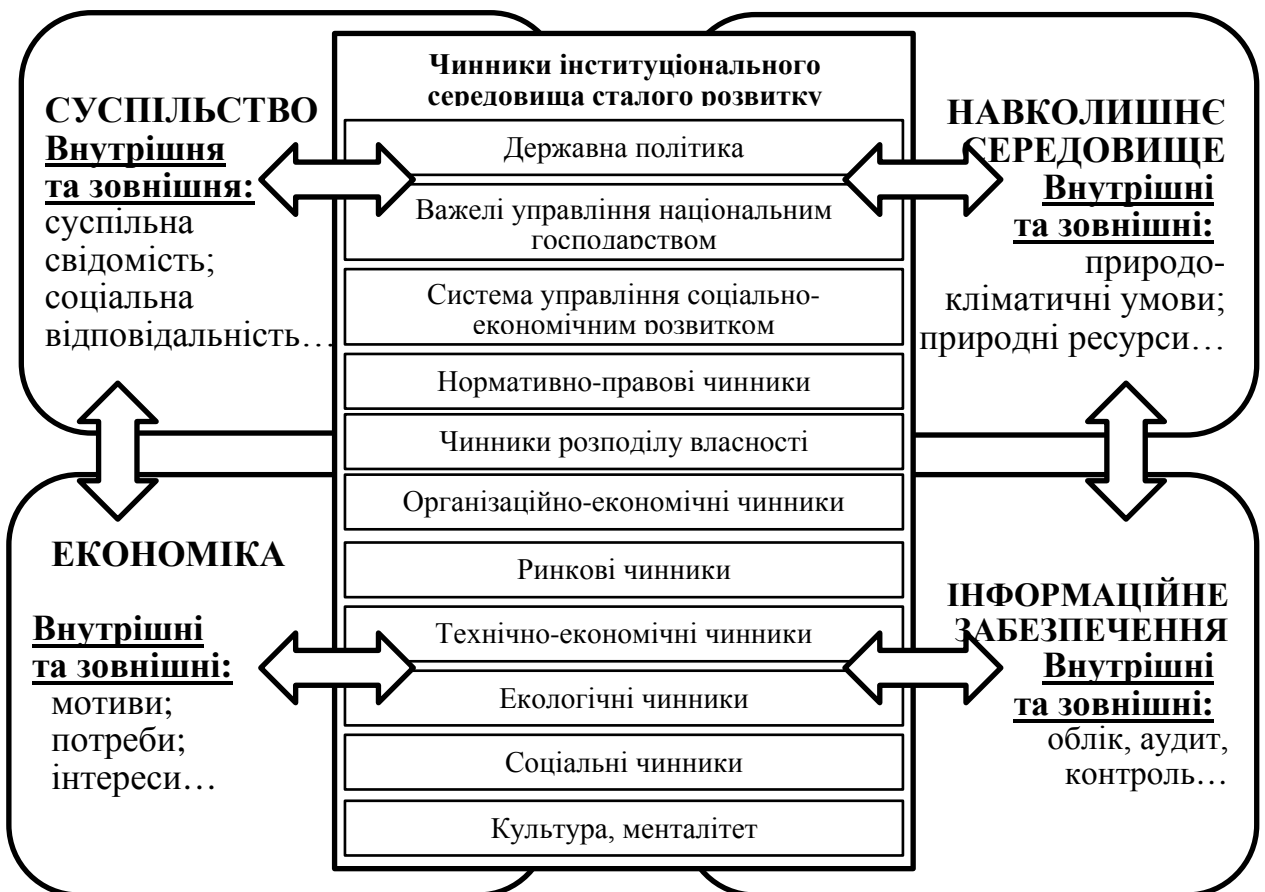 Чинники інституціонального
середовища сталого розвитку
СУСПІЛЬСТВО
Внутрішня
та зовнішня:
суспільна
свідомість;
соціальна
відповідальність…
Державна політика
Важелі управління національним
господарством
Система управління соціально-
економічним розвитком
Нормативно-правові чинники
Чинники розподілу власності
Організаційно-економічні чинники
Ринкові чинники
Технічно-економічні чинники
Екологічні чинники
Соціальні чинники
Культура, менталітет
НАВКОЛИШНЄ
СЕРЕДОВИЩЕ
Внутрішні
та зовнішні:
природо-
кліматичні умови;
природні ресурси…
ЕКОНОМІКА
Внутрішні
та зовнішні:
мотиви;
потреби;
інтереси…
ІНФОРМАЦІЙНЕ
ЗАБЕЗПЕЧЕННЯ
Внутрішні
та зовнішні:
облік, аудит,
контроль…